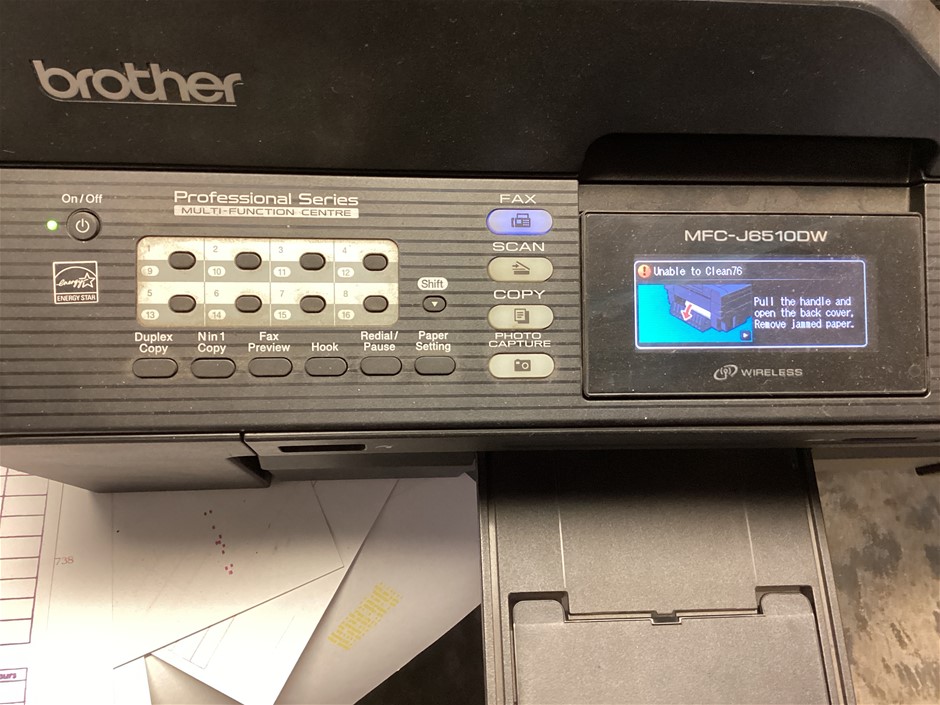 brother
On/Off
Professional Series
MULTI-FUNCTION CENTRE
energy
ENERGY STAR
1 2 3 4
9 10 11 12
5 6 7 8
13 14 15 16
Shift
Duplex Copy
N in 1 Copy
Fax Preview
Hook
Redial/ Pause
Paper Setting
FAX
SCAN
COPY
PHOTO CAPTURE
MFC-J6510DW
! Unable to Clean76
Pull the handle and
open the back cover,
Remove jammed paper.
WIRELESS
738